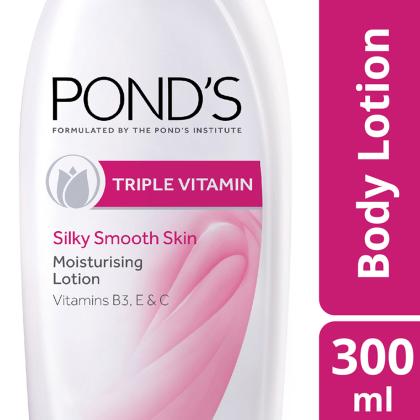 POND'S
FORMULATED BY THE POND'S INSTITUTE
TRIPLE VITAMIN
Silky Smooth Skin
Moisturising
Lotion
Vitamins B3, E & C
Body Lotion
300
ml